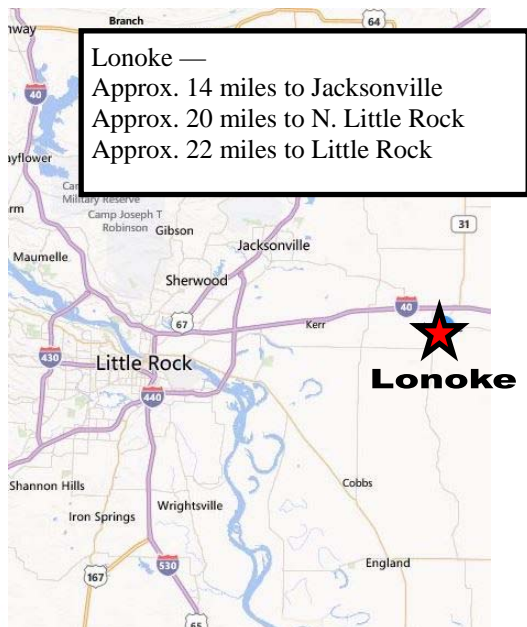 Branch
64
Lonoke —
Approx. 14 miles to Jacksonville
Approx. 20 miles to N. Little Rock
Approx. 22 miles to Little Rock
40
Military Reserve
Camp Joseph T
Robinson
Gibson
31
Jacksonville
Maumelle
Sherwood
40
67
Kerr
430
Little Rock
Lonoke
440
Shannon Hills
Cobbs
Wrightsville
Iron Springs
England
530
167
65